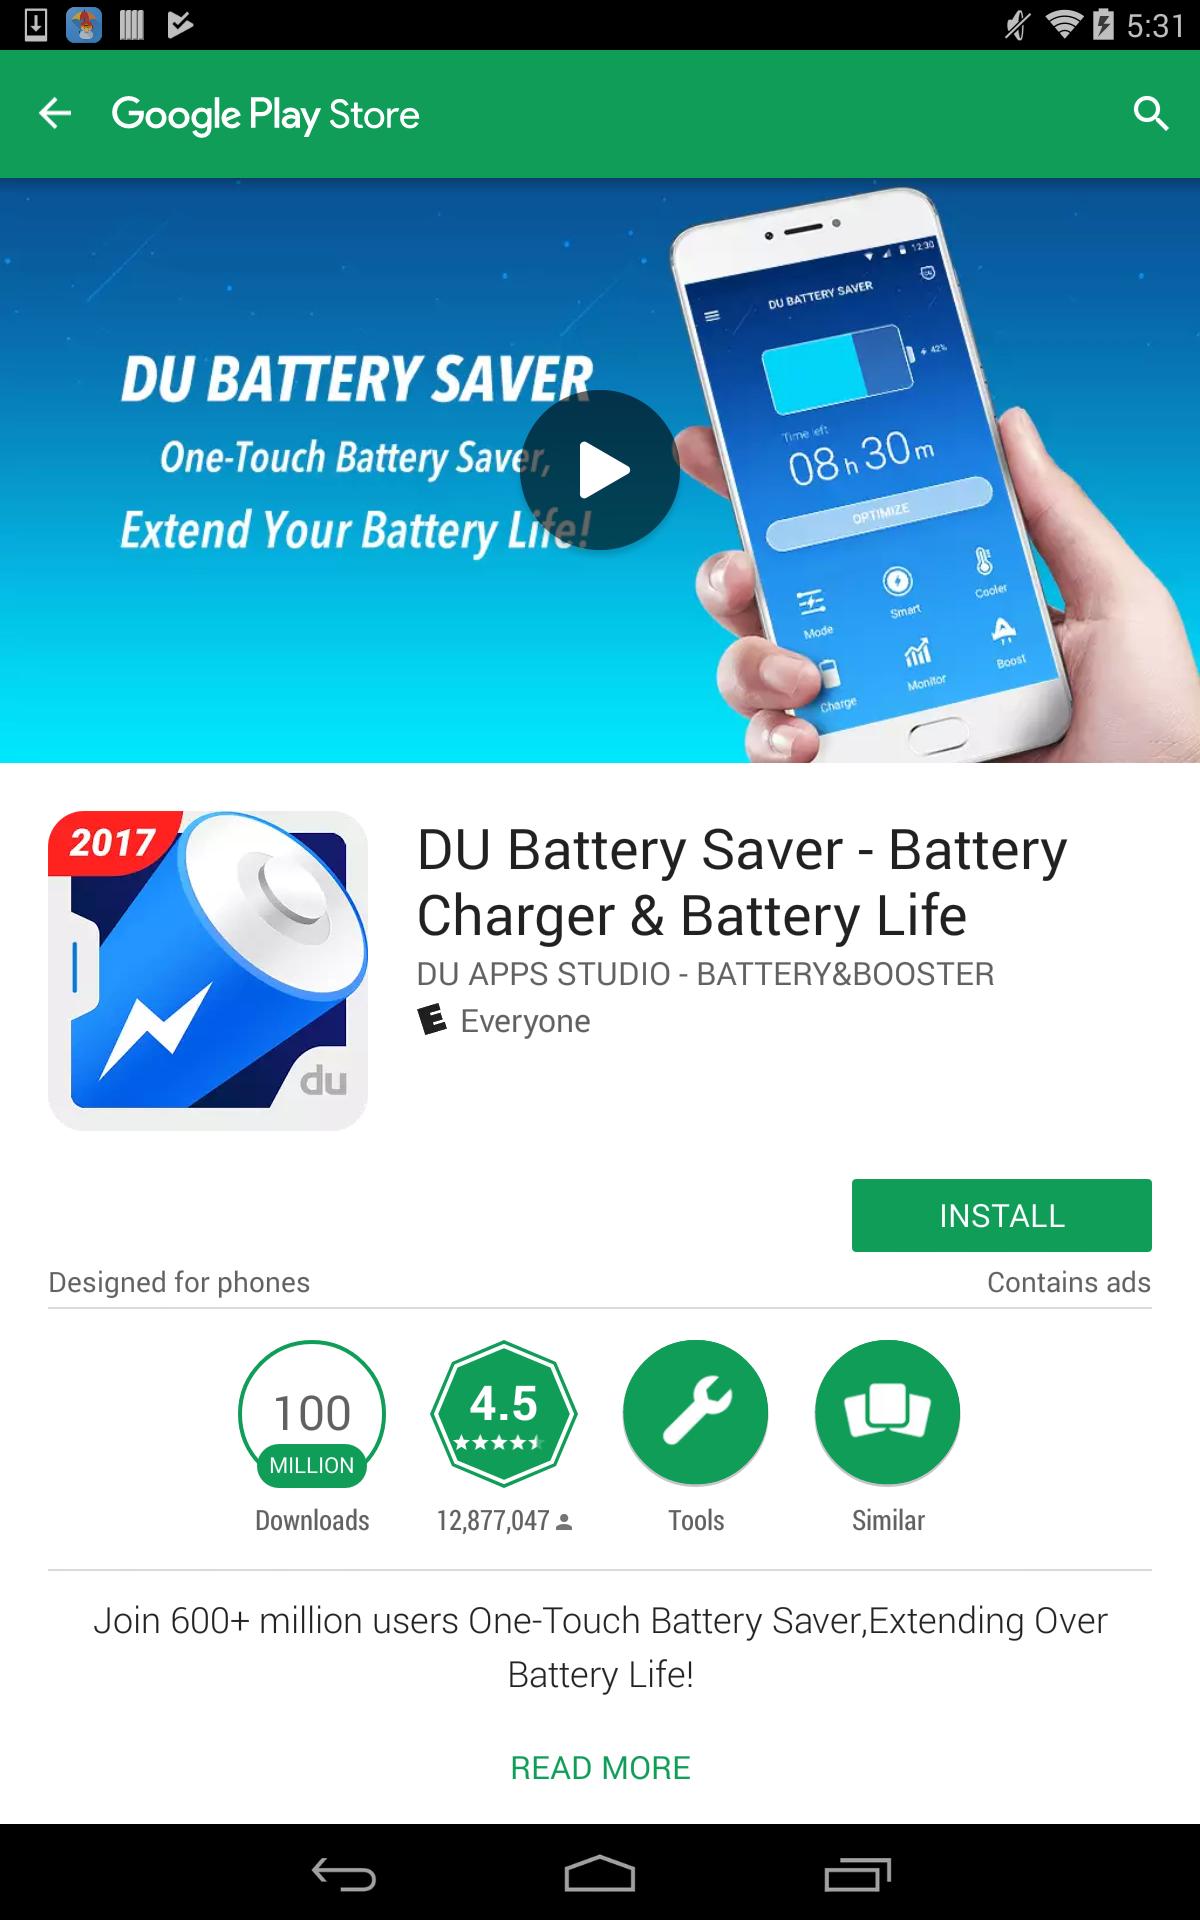 5:31
Google Play Store
12:30
DU BATTERY SAVER
42%
DU BATTERY SAVER
One-Touch Battery Saver,
Extend Your Battery Life!
Time left
08 h 30 m
OPTIMIZE
Mode
Smart
Cooler
Charge
Monitor
Boost
2017
du
DU Battery Saver - Battery
Charger & Battery Life
DU APPS STUDIO - BATTERY&BOOSTER
E Everyone
INSTALL
Designed for phones
Contains ads
100
MILLION
Downloads
4.5
12,877,047
Tools
Similar
Join 600+ million users One-Touch Battery Saver,Extending Over
Battery Life!
READ MORE